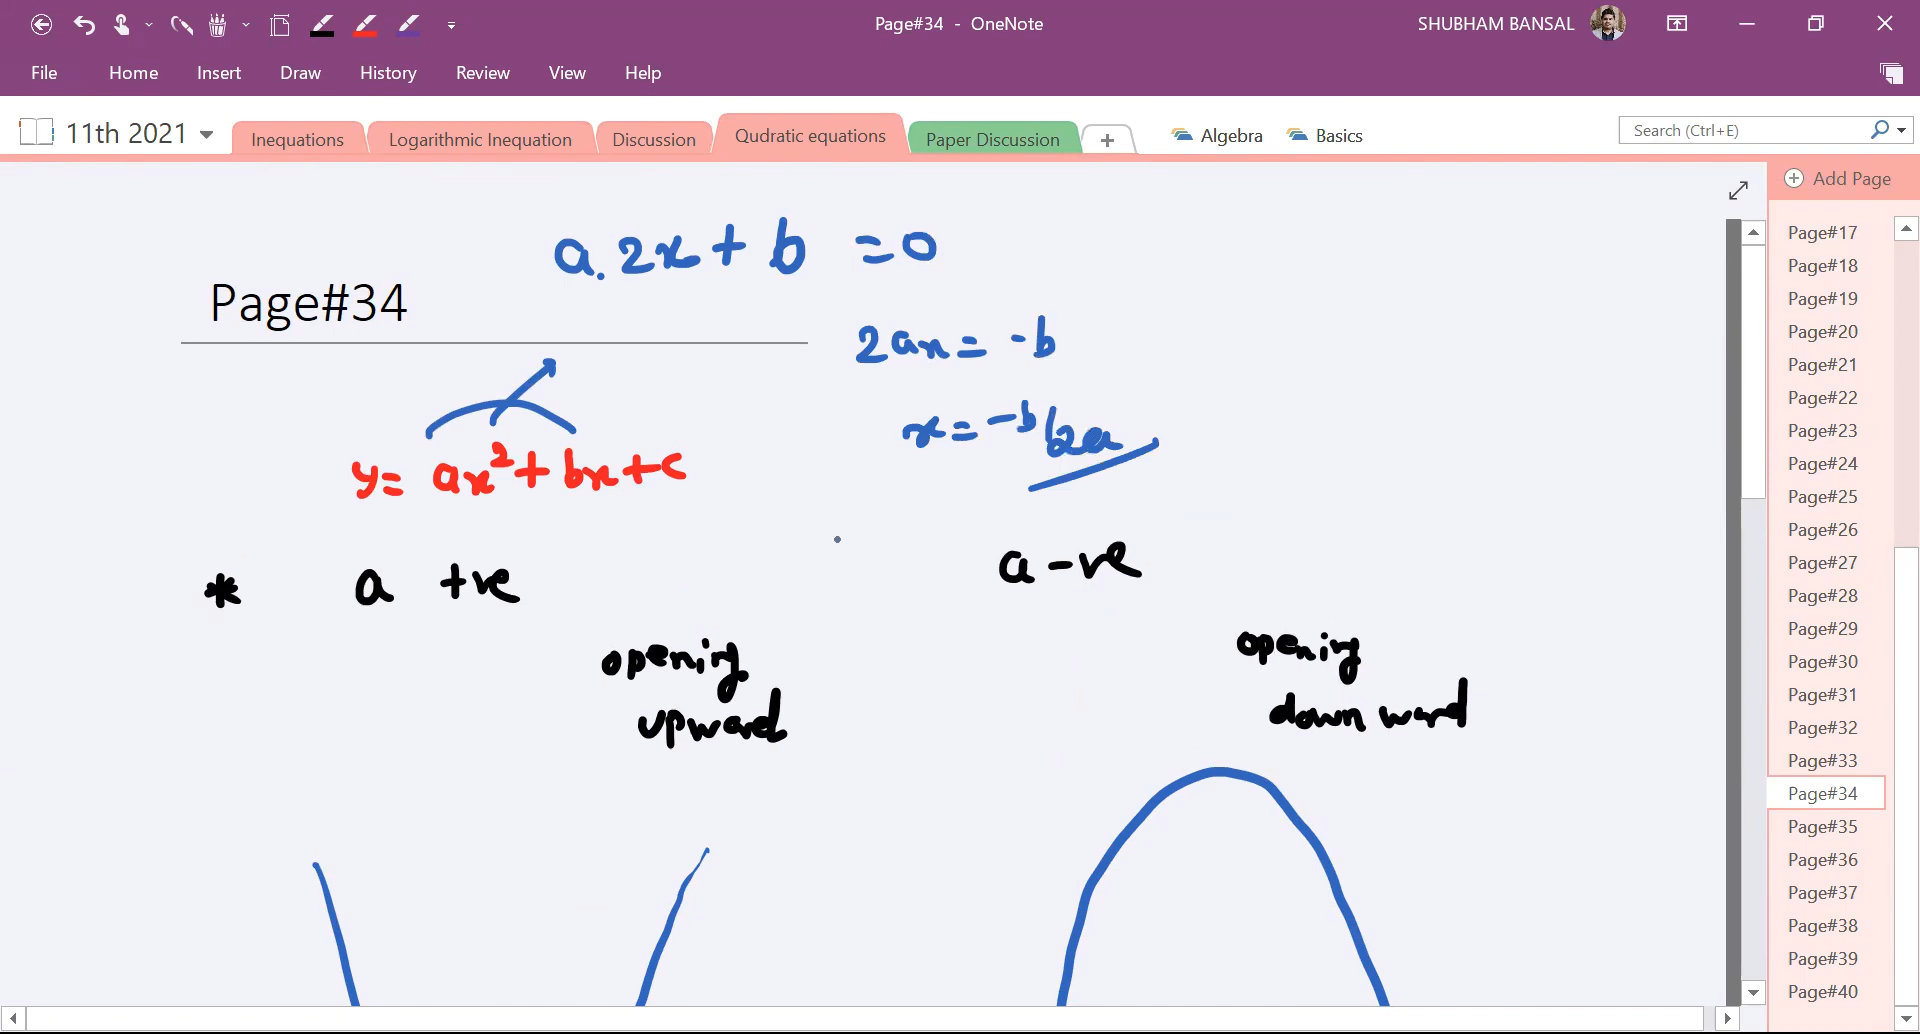 Page#34 - OneNote
SHUBHAM BANSAL
File Home Insert Draw History Review View Help
11th 2021
Inequations
Logarithmic Inequation
Discussion
Qudratic equations
Paper Discussion
+
Algebra
Basics
Search (Ctrl+E)
Add Page
a.2x+b =0
Page#34
2ax= -b
x= -b/2a
y= ax²+bx+c
* a +ve
a -ve
opening
upward
opening
downward
Page#17
Page#18
Page#19
Page#20
Page#21
Page#22
Page#23
Page#24
Page#25
Page#26
Page#27
Page#28
Page#29
Page#30
Page#31
Page#32
Page#33
Page#34
Page#35
Page#36
Page#37
Page#38
Page#39
Page#40